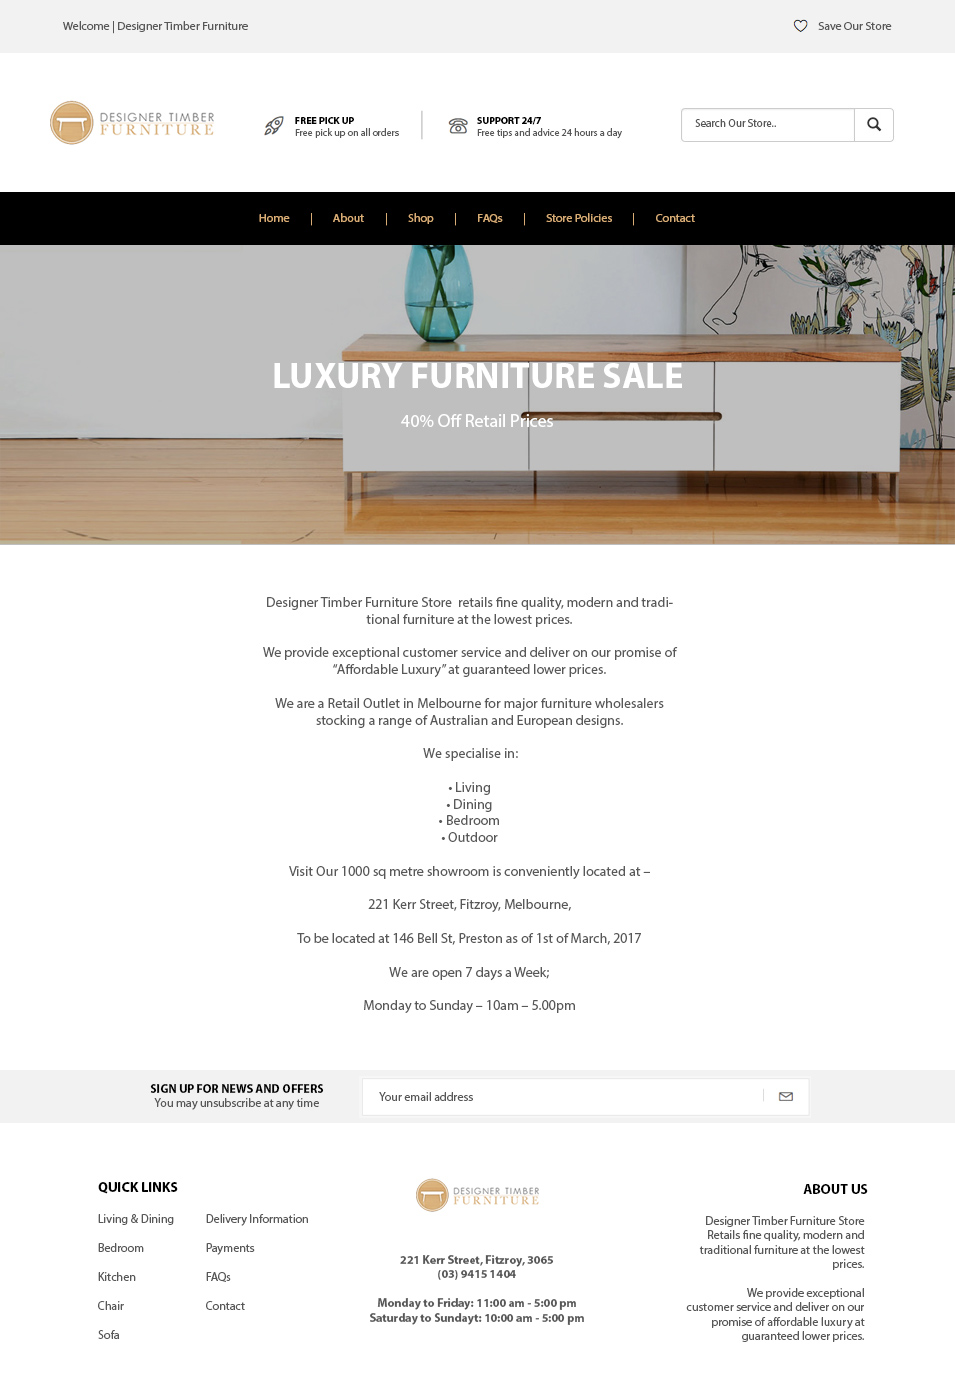 Welcome | Designer Timber Furniture
Save Our Store
DESIGNER TIMBER
FURNITURE
FREE PICK UP
Free pick up on all orders
SUPPORT 24/7
Free tips and advice 24 hours a day
Search Our Store..
Home | About | Shop | FAQs | Store Policies | Contact
LUXURY FURNITURE SALE
40% Off Retail Prices
Designer Timber Furniture Store retails fine quality, modern and tradi-
tional furniture at the lowest prices.
We provide exceptional customer service and deliver on our promise of
“Affordable Luxury” at guaranteed lower prices.
We are a Retail Outlet in Melbourne for major furniture wholesalers
stocking a range of Australian and European designs.
We specialise in:
• Living
• Dining
• Bedroom
• Outdoor
Visit Our 1000 sq metre showroom is conveniently located at –
221 Kerr Street, Fitzroy, Melbourne,
To be located at 146 Bell St, Preston as of 1st of March, 2017
We are open 7 days a Week;
Monday to Sunday – 10am – 5.00pm
SIGN UP FOR NEWS AND OFFERS
You may unsubscribe at any time
Your email address
QUICK LINKS
Living & Dining
Bedroom
Kitchen
Chair
Sofa
Delivery Information
Payments
FAQs
Contact
DESIGNER TIMBER
FURNITURE
221 Kerr Street, Fitzroy, 3065
(03) 9415 1404
Monday to Friday: 11:00 am - 5:00 pm
Saturday to Sundayt: 10:00 am - 5:00 pm
ABOUT US
Designer Timber Furniture Store
Retails fine quality, modern and
traditional furniture at the lowest
prices.
We provide exceptional
customer service and deliver on our
promise of affordable luxury at
guaranteed lower prices.